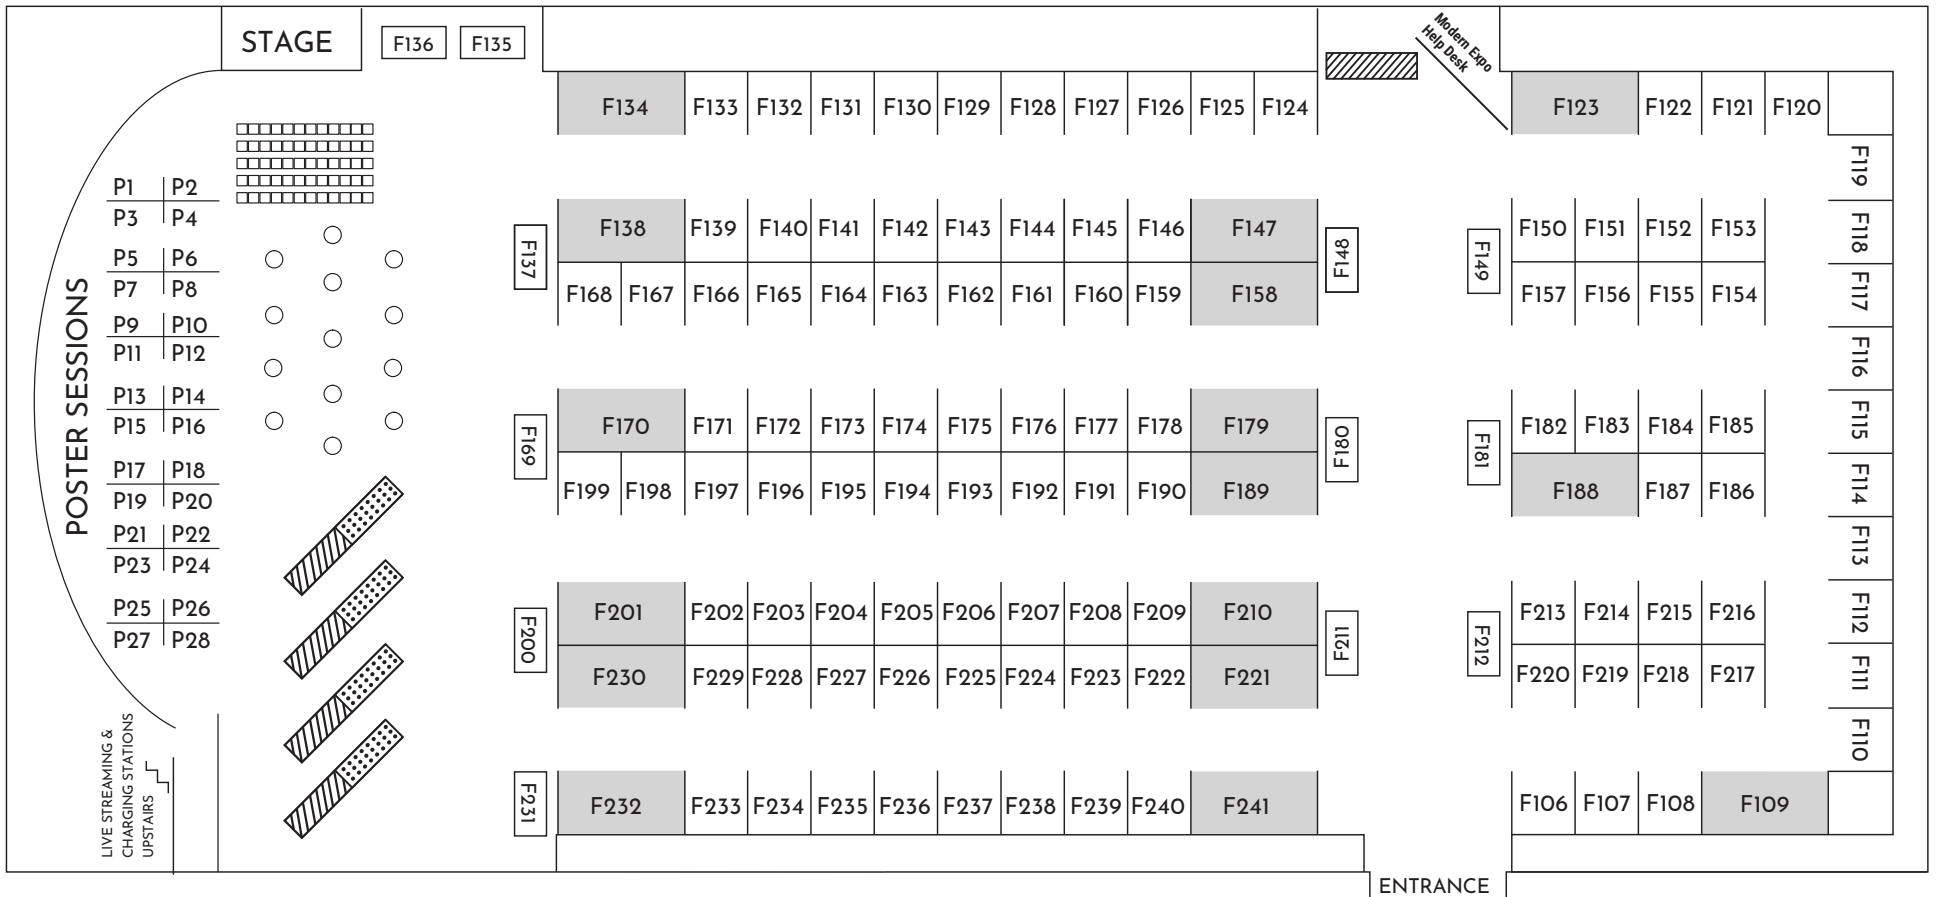 STAGE
F136 F135
Modern Expo
Help Desk
F134 F133 F132 F131 F130 F129 F128 F127 F126 F125 F124
F123 F122 F121 F120
F119
F118
F117
F116
F115
F114
F113
F112
F111
F110
POSTER SESSIONS
P1 P2
P3 P4
P5 P6
P7 P8
P9 P10
P11 P12
P13 P14
P15 P16
P17 P18
P19 P20
P21 P22
P23 P24
P25 P26
P27 P28
F137
F138 F139 F140 F141 F142 F143 F144 F145 F146 F147
F168 F167 F166 F165 F164 F163 F162 F161 F160 F159 F158
F148
F149
F150 F151 F152 F153
F157 F156 F155 F154
F169
F170 F171 F172 F173 F174 F175 F176 F177 F178 F179
F199 F198 F197 F196 F195 F194 F193 F192 F191 F190 F189
F180
F181
F182 F183 F184 F185
F188 F187 F186
F200
F201 F202 F203 F204 F205 F206 F207 F208 F209 F210
F230 F229 F228 F227 F226 F225 F224 F223 F222 F221
F211
F212
F213 F214 F215 F216
F220 F219 F218 F217
F231
F232 F233 F234 F235 F236 F237 F238 F239 F240 F241
F106 F107 F108 F109
LIVE STREAMING &
CHARGING STATIONS
UPSTAIRS
ENTRANCE